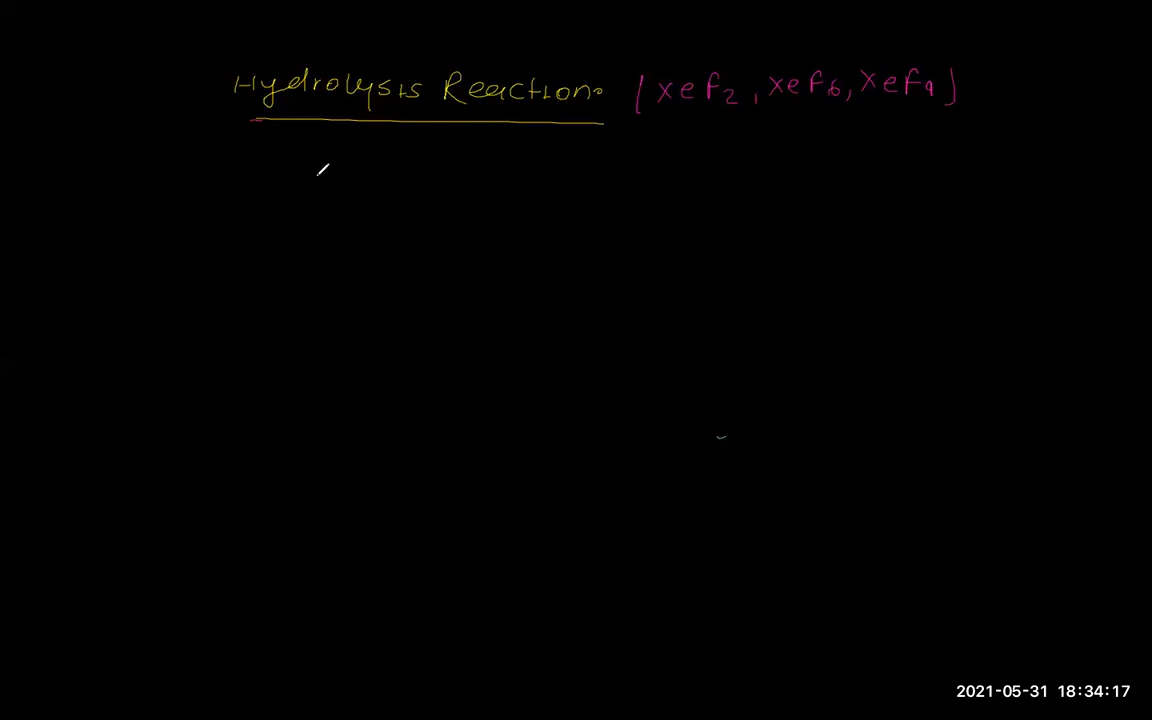 Hydrolysis Reaction. (XeF2, XeF6, XeF4)
2021-05-31 18:34:17